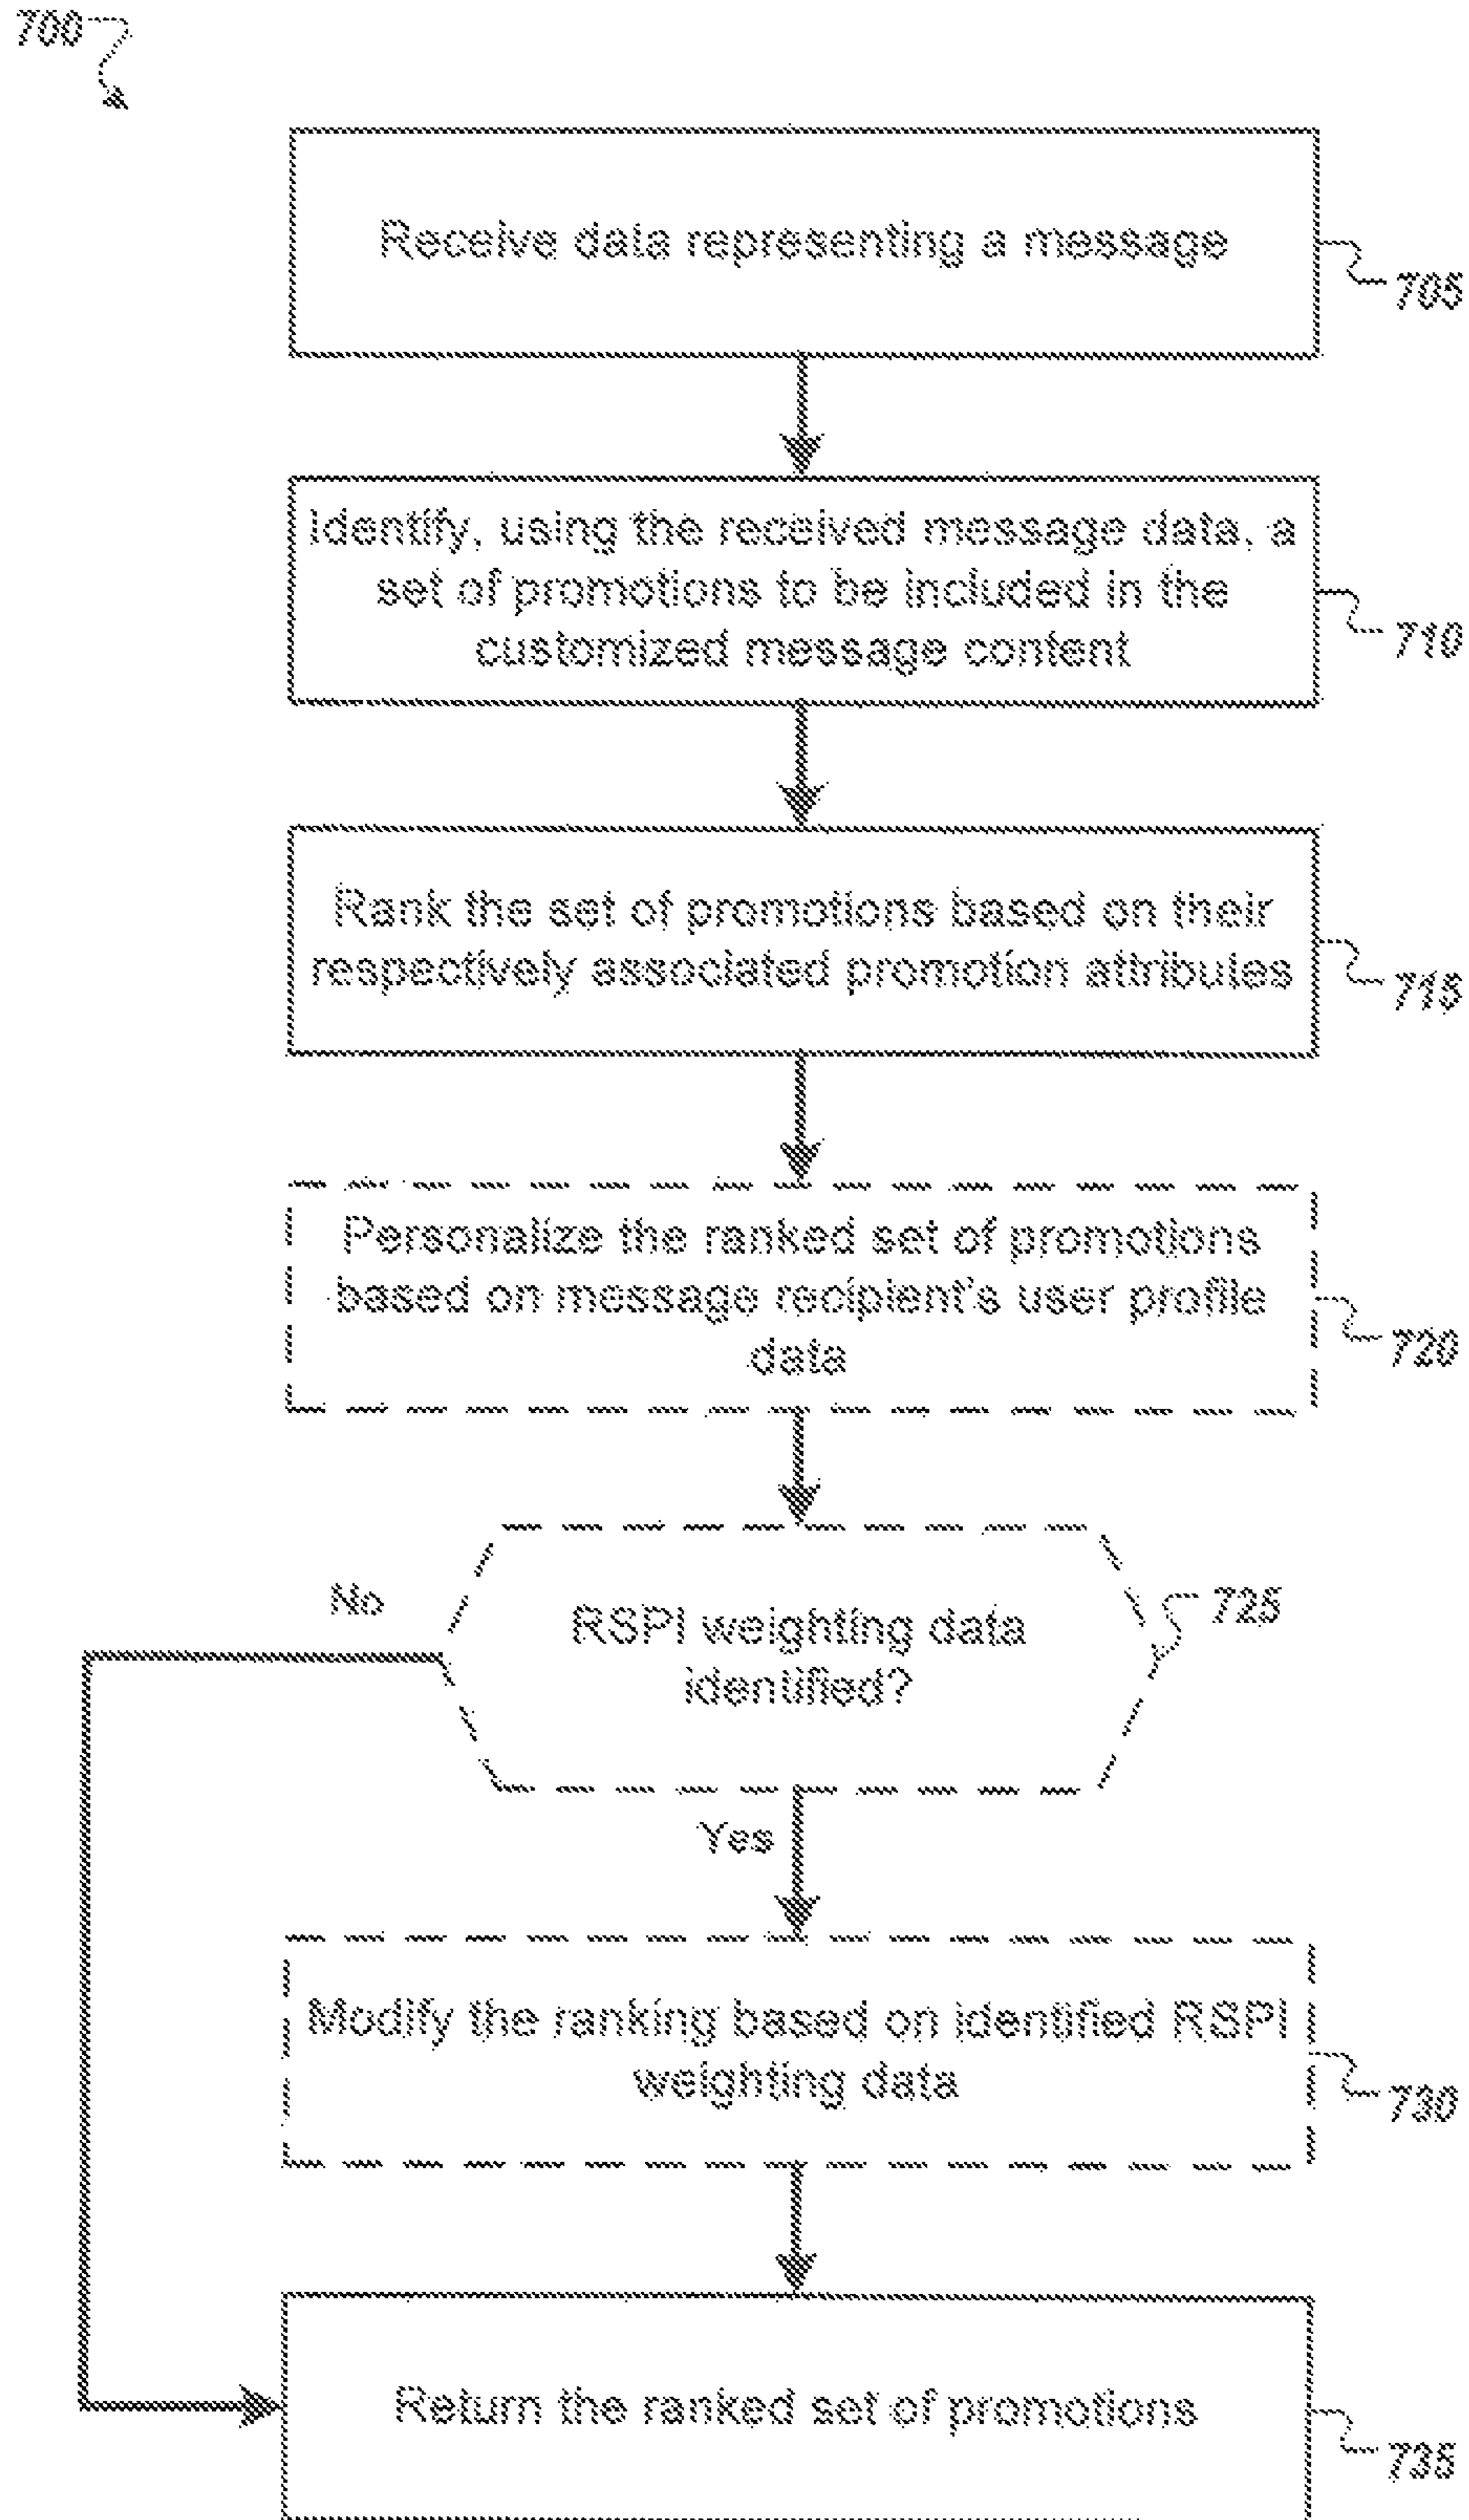 700
Receive data representing a message
705
Identify, using the received message data, a
set of promotions to be included in the
customized message content
710
Rank the set of promotions based on their
respectively associated promotion attributes
715
Personalize the ranked set of promotions
based on message recipient's user profile
data
720
No
RSPI weighting data
identified?
725
Yes
Modify the ranking based on identified RSPI
weighting data
730
Return the ranked set of promotions
735